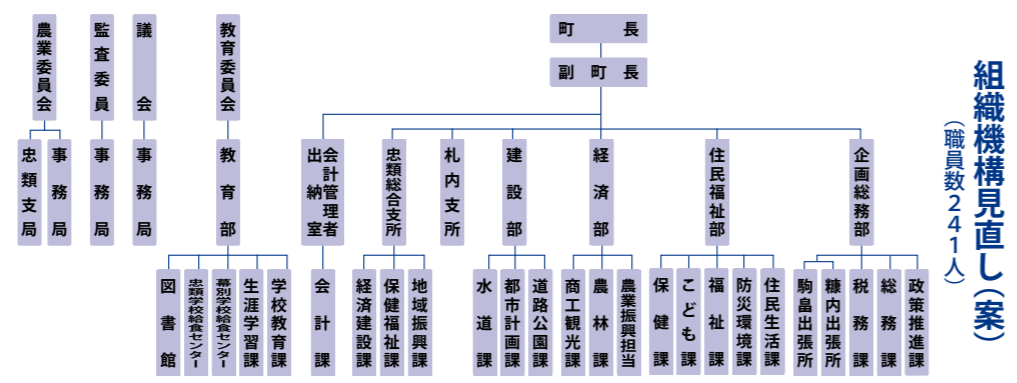 組織機構見直し（案）
（職員数２４１人）
町長
副町長
企画総務部
政策推進課
総務課
税務課
糠内出張所
駒畠出張所
住民福祉部
住民生活課
防災環境課
福祉課
こども課
保健課
経済部
農業振興担当
農林課
商工観光課
建設部
道路公園課
都市計画課
水道課
札内支所
忠類総合支所
地域振興課
保健福祉課
経済建設課
会計管理者
出納室
会計課
教育委員会
教育部
学校教育課
生涯学習課
幕別学校給食センター
忠類学校給食センター
図書館
議会
事務局
監査委員
事務局
農業委員会
事務局
忠類支局